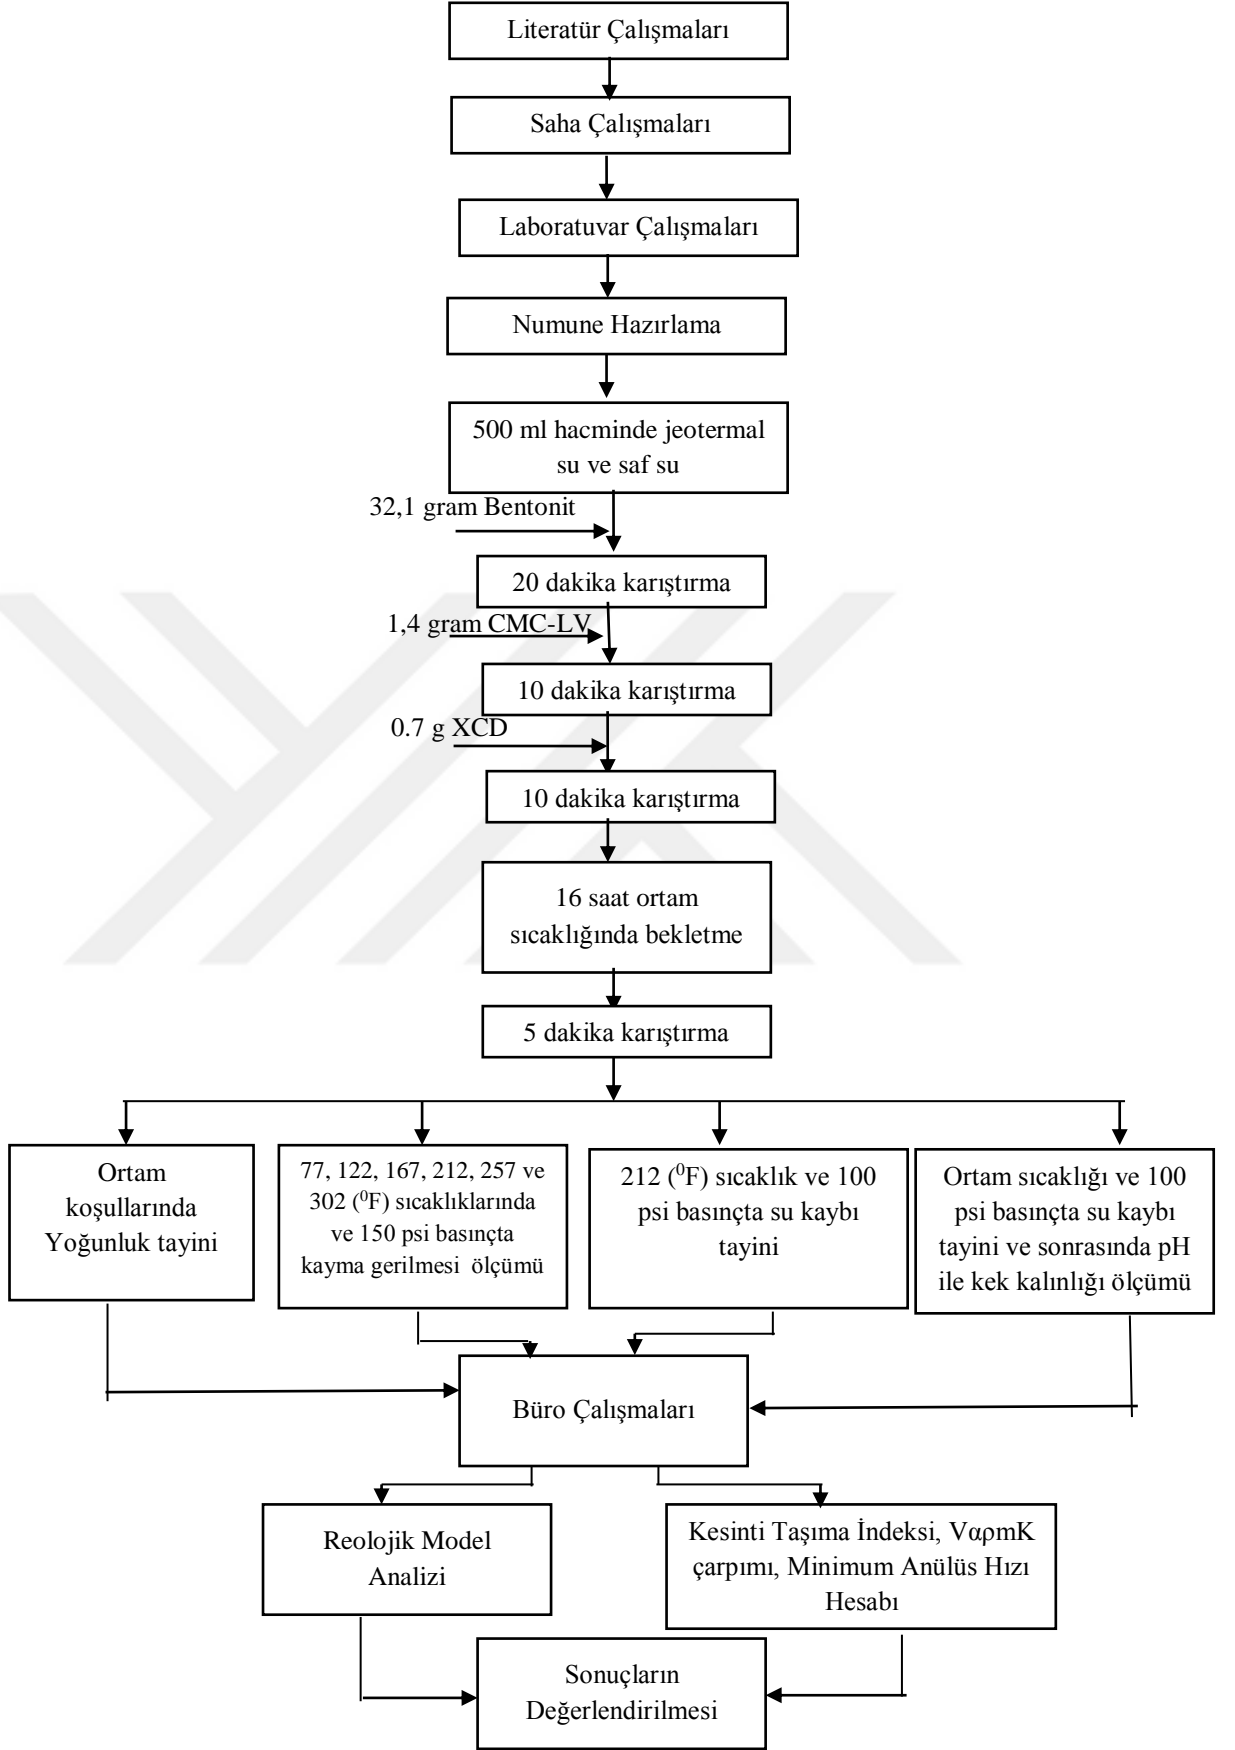 Literatür Çalışmaları
Saha Çalışmaları
Laboratuvar Çalışmaları
Numune Hazırlama
500 ml hacminde jeotermal
su ve saf su
32,1 gram Bentonit
20 dakika karıştırma
1,4 gram CMC-LV
10 dakika karıştırma
0.7 g XCD
10 dakika karıştırma
16 saat ortam
sıcaklığında bekletme
5 dakika karıştırma
Ortam
koşullarında
Yoğunluk tayini
77, 122, 167, 212, 257 ve
302 (⁰F) sıcaklıklarında
ve 150 psi basınçta
kayma gerilmesi ölçümü
212 (⁰F) sıcaklık ve 100
psi basınçta su kaybı
tayini
Ortam sıcaklığı ve 100
psi basınçta su kaybı
tayini ve sonrasında pH
ile kek kalınlığı ölçümü
Büro Çalışmaları
Reolojik Model
Analizi
Kesinti Taşıma İndeksi, VαρmK
çarpımı, Minimum Anülüs Hızı
Hesabı
Sonuçların
Değerlendirilmesi